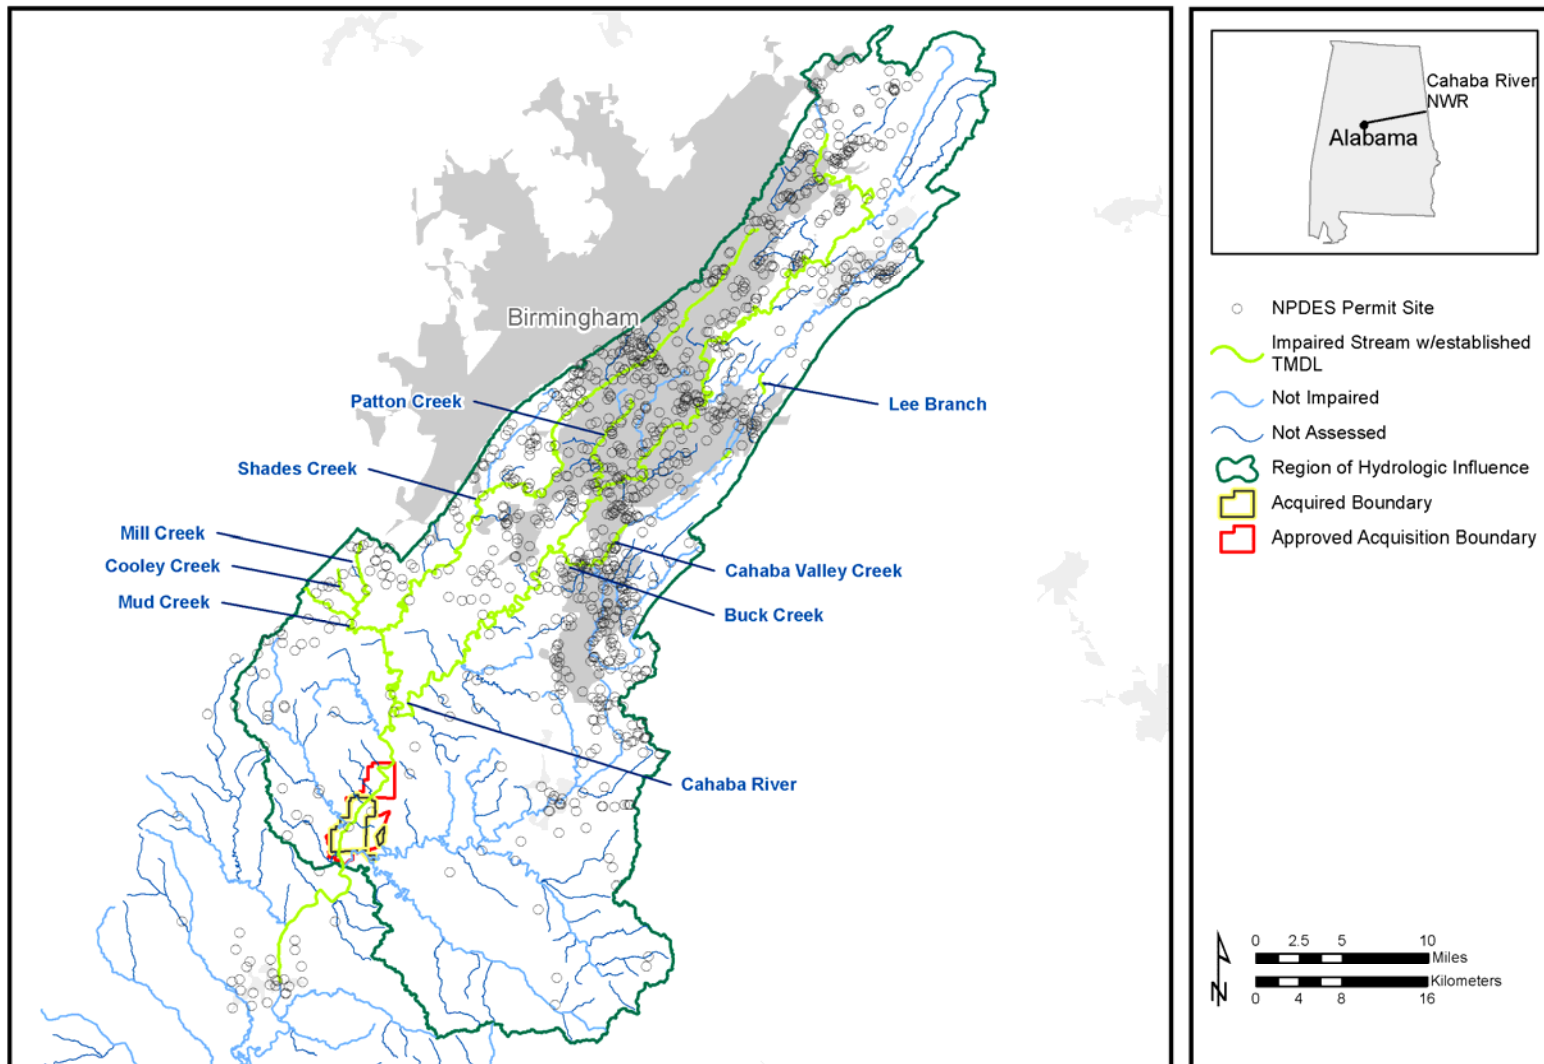 Birmingham
Patton Creek
Lee Branch
Shades Creek
Mill Creek
Cooley Creek
Mud Creek
Cahaba Valley Creek
Buck Creek
Cahaba River
Cahaba River
NWR
Alabama
NPDES Permit Site
Impaired Stream w/established
TMDL
Not Impaired
Not Assessed
Region of Hydrologic Influence
Acquired Boundary
Approved Acquisition Boundary
N
0 2.5 5 10
Miles
Kilometers
0 4 8 16